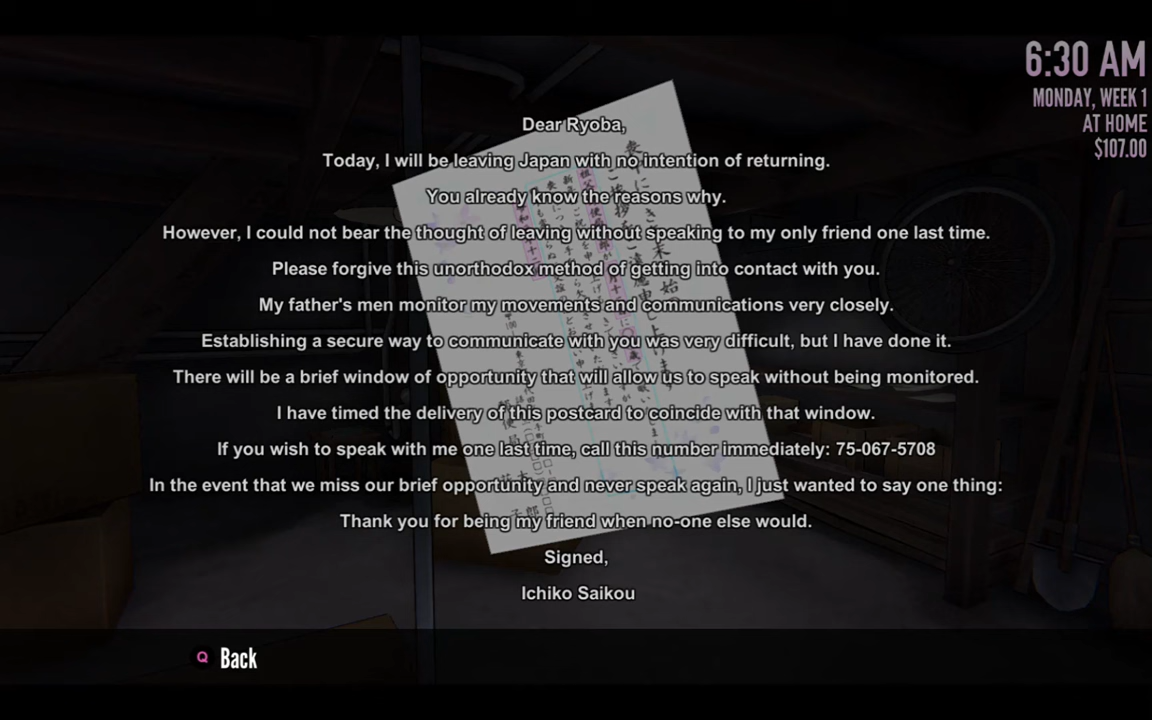 6:30 AM
MONDAY, WEEK 1
AT HOME
$107.00
Dear Ryoba,
Today, I will be leaving Japan with no intention of returning.
You already know the reasons why.
However, I could not bear the thought of leaving without speaking to my only friend one last time.
Please forgive this unorthodox method of getting into contact with you.
My father's men monitor my movements and communications very closely.
Establishing a secure way to communicate with you was very difficult, but I have done it.
There will be a brief window of opportunity that will allow us to speak without being monitored.
I have timed the delivery of this postcard to coincide with that window.
If you wish to speak with me one last time, call this number immediately: 75-067-5708
In the event that we miss our brief opportunity and never speak again, I just wanted to say one thing:
Thank you for being my friend when no-one else would.
Signed,
Ichiko Saikou
Q Back